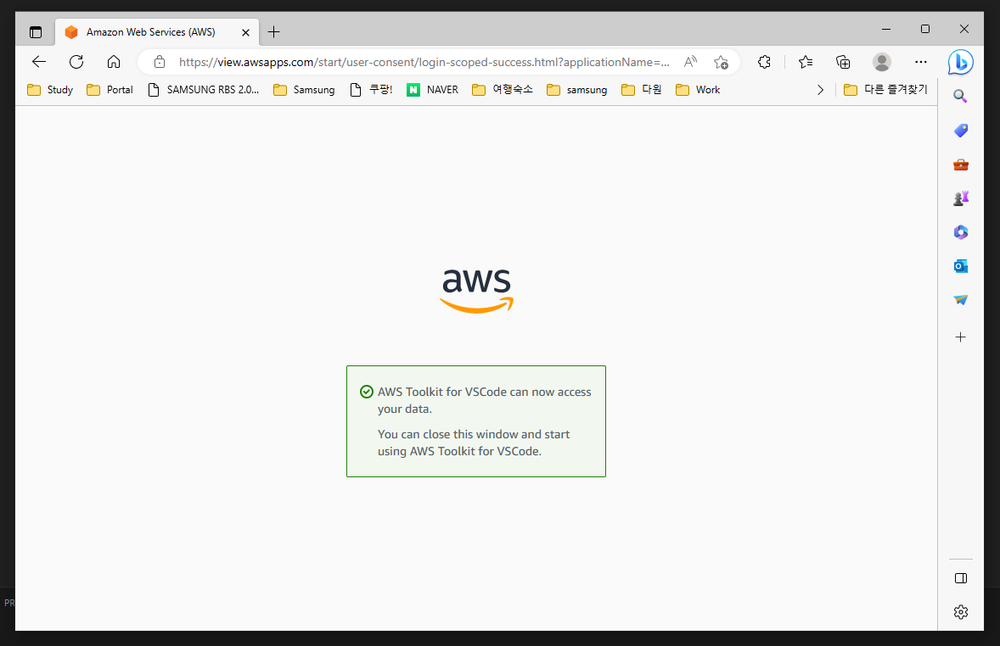 Amazon Web Services (AWS)
https://view.awsapps.com/start/user-consent/login-scoped-success.html?applicationName=...
Study Portal SAMSUNG RBS 2.0... Samsung 쿠팡! N NAVER 여행숙소 samsung 다원 Work 다른 즐겨찾기
aws
AWS Toolkit for VSCode can now access
your data.
You can close this window and start
using AWS Toolkit for VSCode.
PR